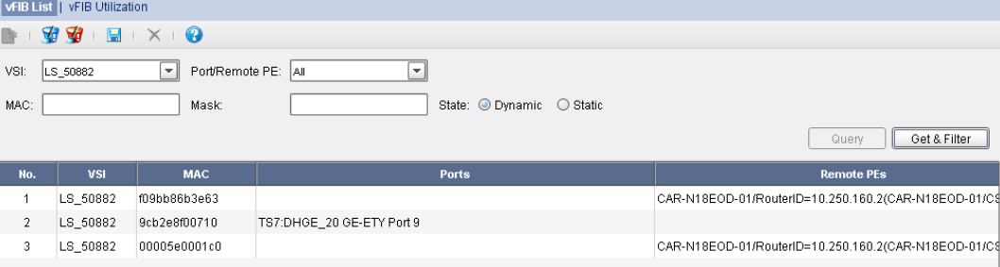 vFIB List | vFIB Utilization
VSI: LS_50882 Port/Remote PE: All
MAC: Mask: State: Dynamic Static
Query Get & Filter
No. VSI MAC Ports Remote PEs
1 LS_50882 f09bb86b3e63 CAR-N18EOD-01/RouterID=10.250.160.2(CAR-N18EOD-01/CS
2 LS_50882 9cb2e8f00710 TS7:DHGE_20 GE-ETY Port 9
3 LS_50882 00005e0001c0 CAR-N18EOD-01/RouterID=10.250.160.2(CAR-N18EOD-01/CS